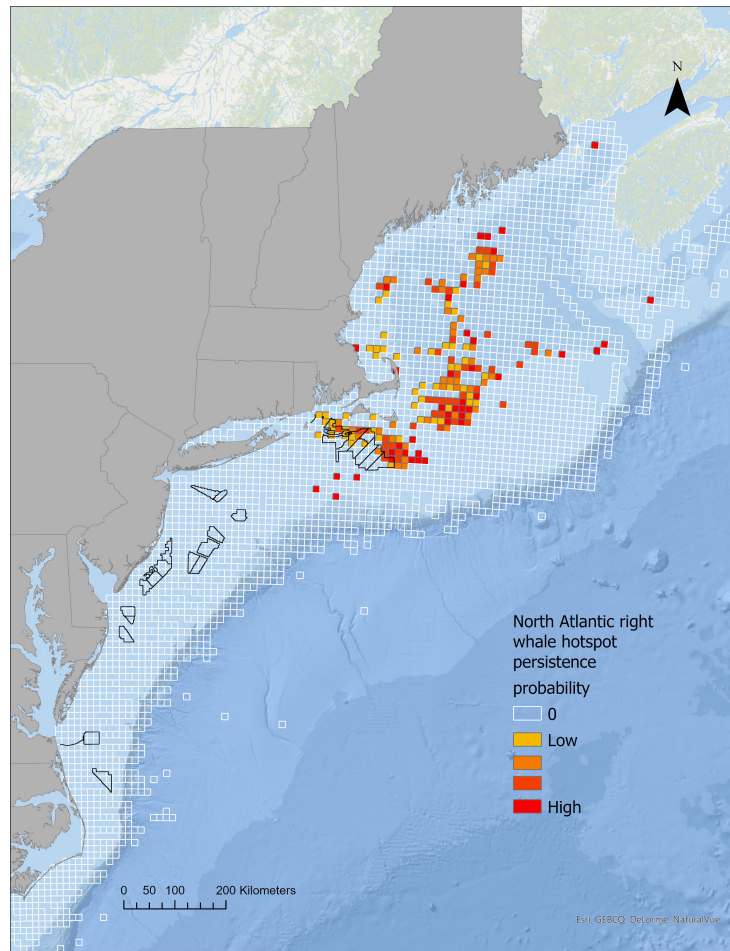 N
North Atlantic right
whale hotspot
persistence
probability
0
Low
High
0 50 100 200 Kilometers
Esri, GEBCO, DeLorme, NaturalVue